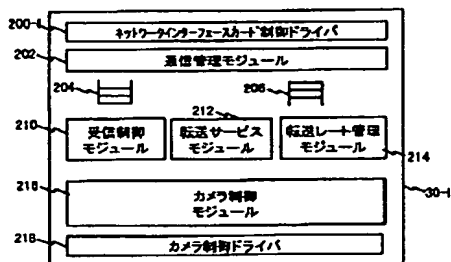 200-1
ネットワークインターフェースカード制御ドライバ
202
通信管理モジュール
204
206
212
210
受信制御
モジュール
転送サービス
モジュール
転送レート管理
モジュール
214
216
カメラ制御
モジュール
30-1
218
カメラ制御ドライバ